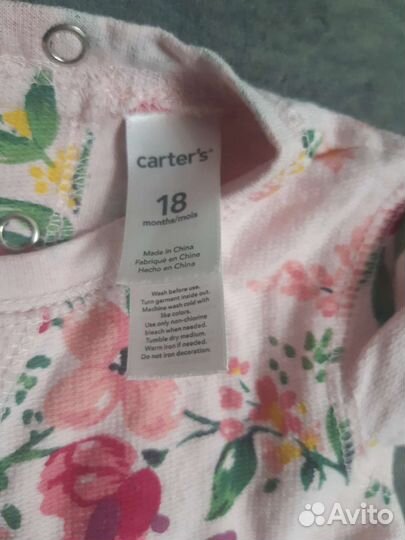 carter's
18
months/mois
Made in China
Fabriqué en Chine
Hecho en China
Wash before use.
Turn garment inside out.
Machine wash cold with
like colors.
Use only non-chlorine
bleach when needed.
Tumble dry medium.
Warm iron if needed.
Do not iron decoration.
Avito